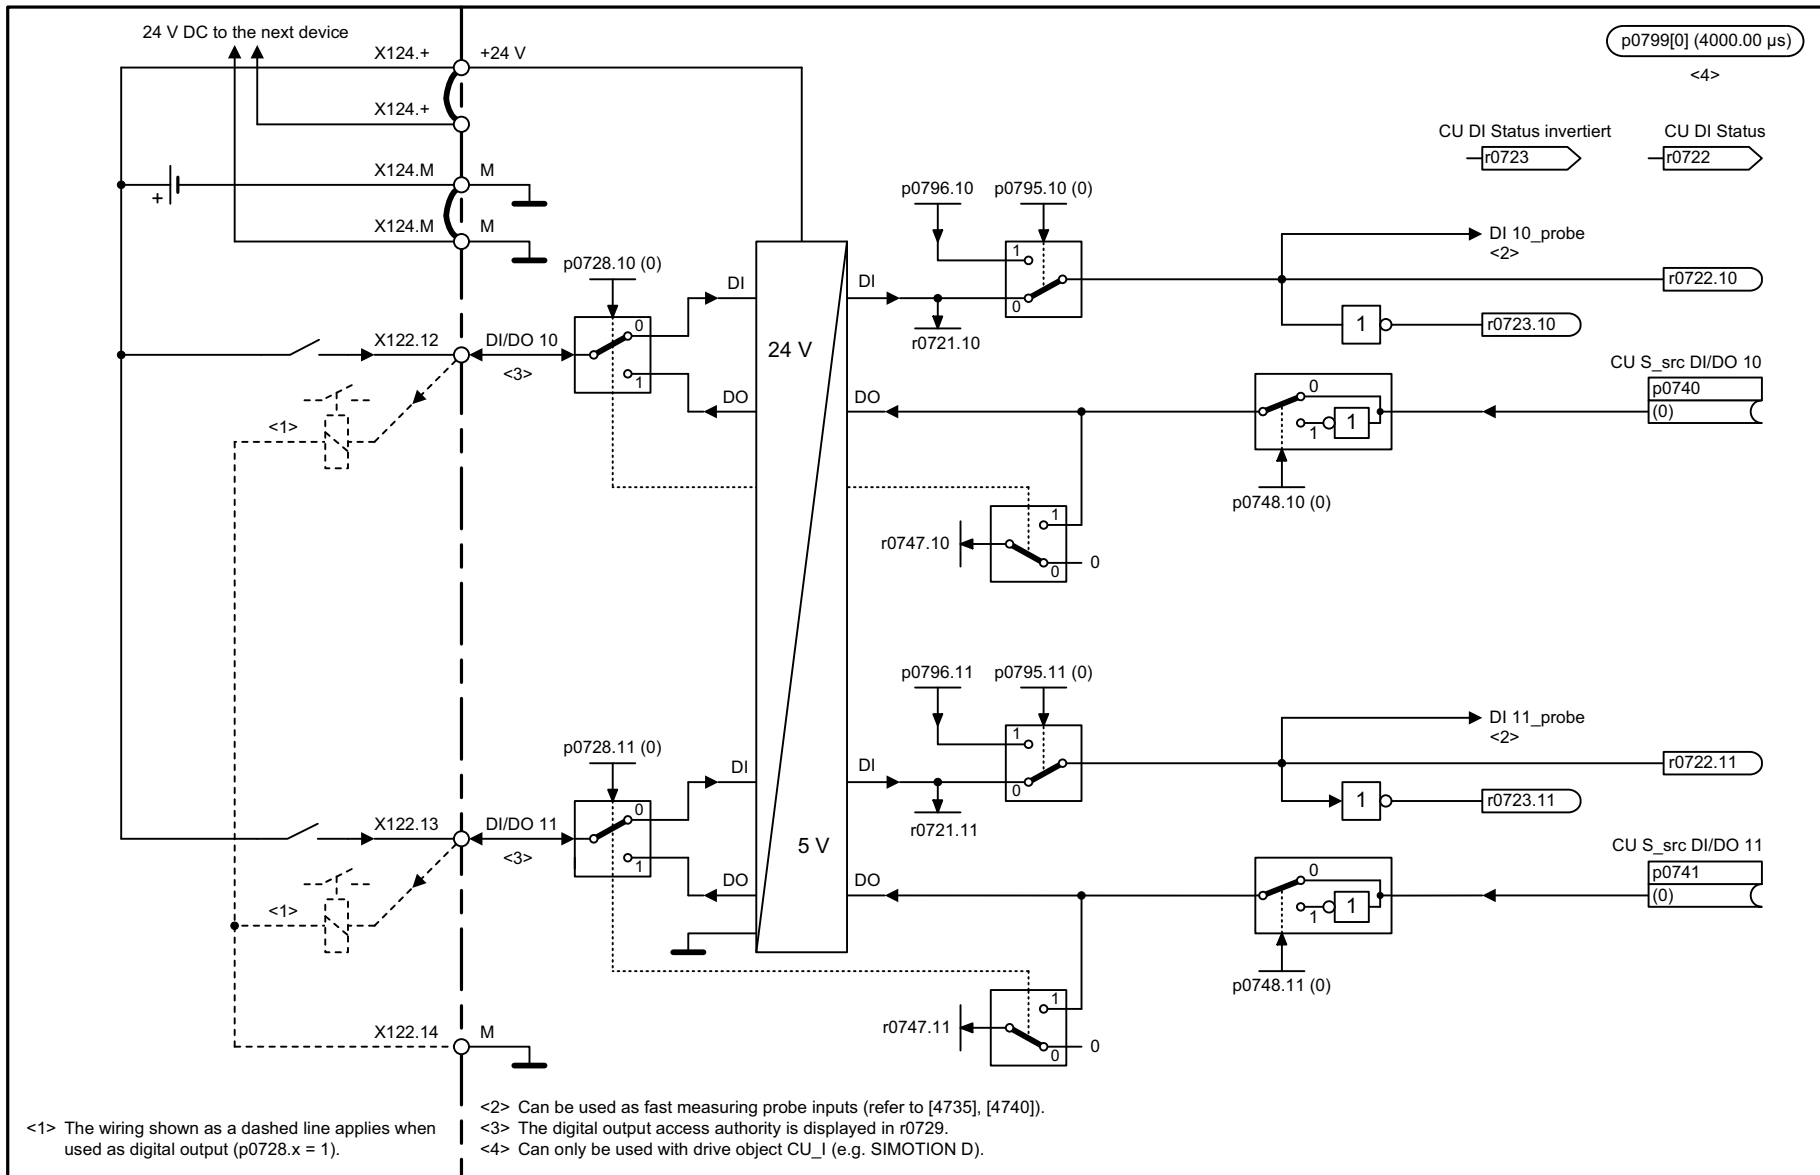 24 V DC to the next device
X124.+
+24 V
p0799[0] (4000.00 µs)
<4>
X124.+
CU DI Status invertiert
CU DI Status
r0723
r0722
X124.M
M
+
p0796.10
p0795.10 (0)
X124.M
M
DI 10_probe
<2>
1
0
p0728.10 (0)
DI
DI
r0722.10
r0721.10
1
r0723.10
X122.12
DI/DO 10
<3>
0
1
24 V
CU S_src DI/DO 10
p0740
(0)
DO
DO
0
1
1
<1>
p0748.10 (0)
r0747.10
1
0
0
p0796.11
p0795.11 (0)
DI 11_probe
<2>
1
0
p0728.11 (0)
DI
DI
r0722.11
r0721.11
1
r0723.11
X122.13
DI/DO 11
<3>
0
1
5 V
CU S_src DI/DO 11
p0741
(0)
DO
DO
0
1
1
<1>
p0748.11 (0)
r0747.11
1
0
0
X122.14
M
<1> The wiring shown as a dashed line applies when
used as digital output (p0728.x = 1).
<2> Can be used as fast measuring probe inputs (refer to [4735], [4740]).
<3> The digital output access authority is displayed in r0729.
<4> Can only be used with drive object CU_I (e.g. SIMOTION D).